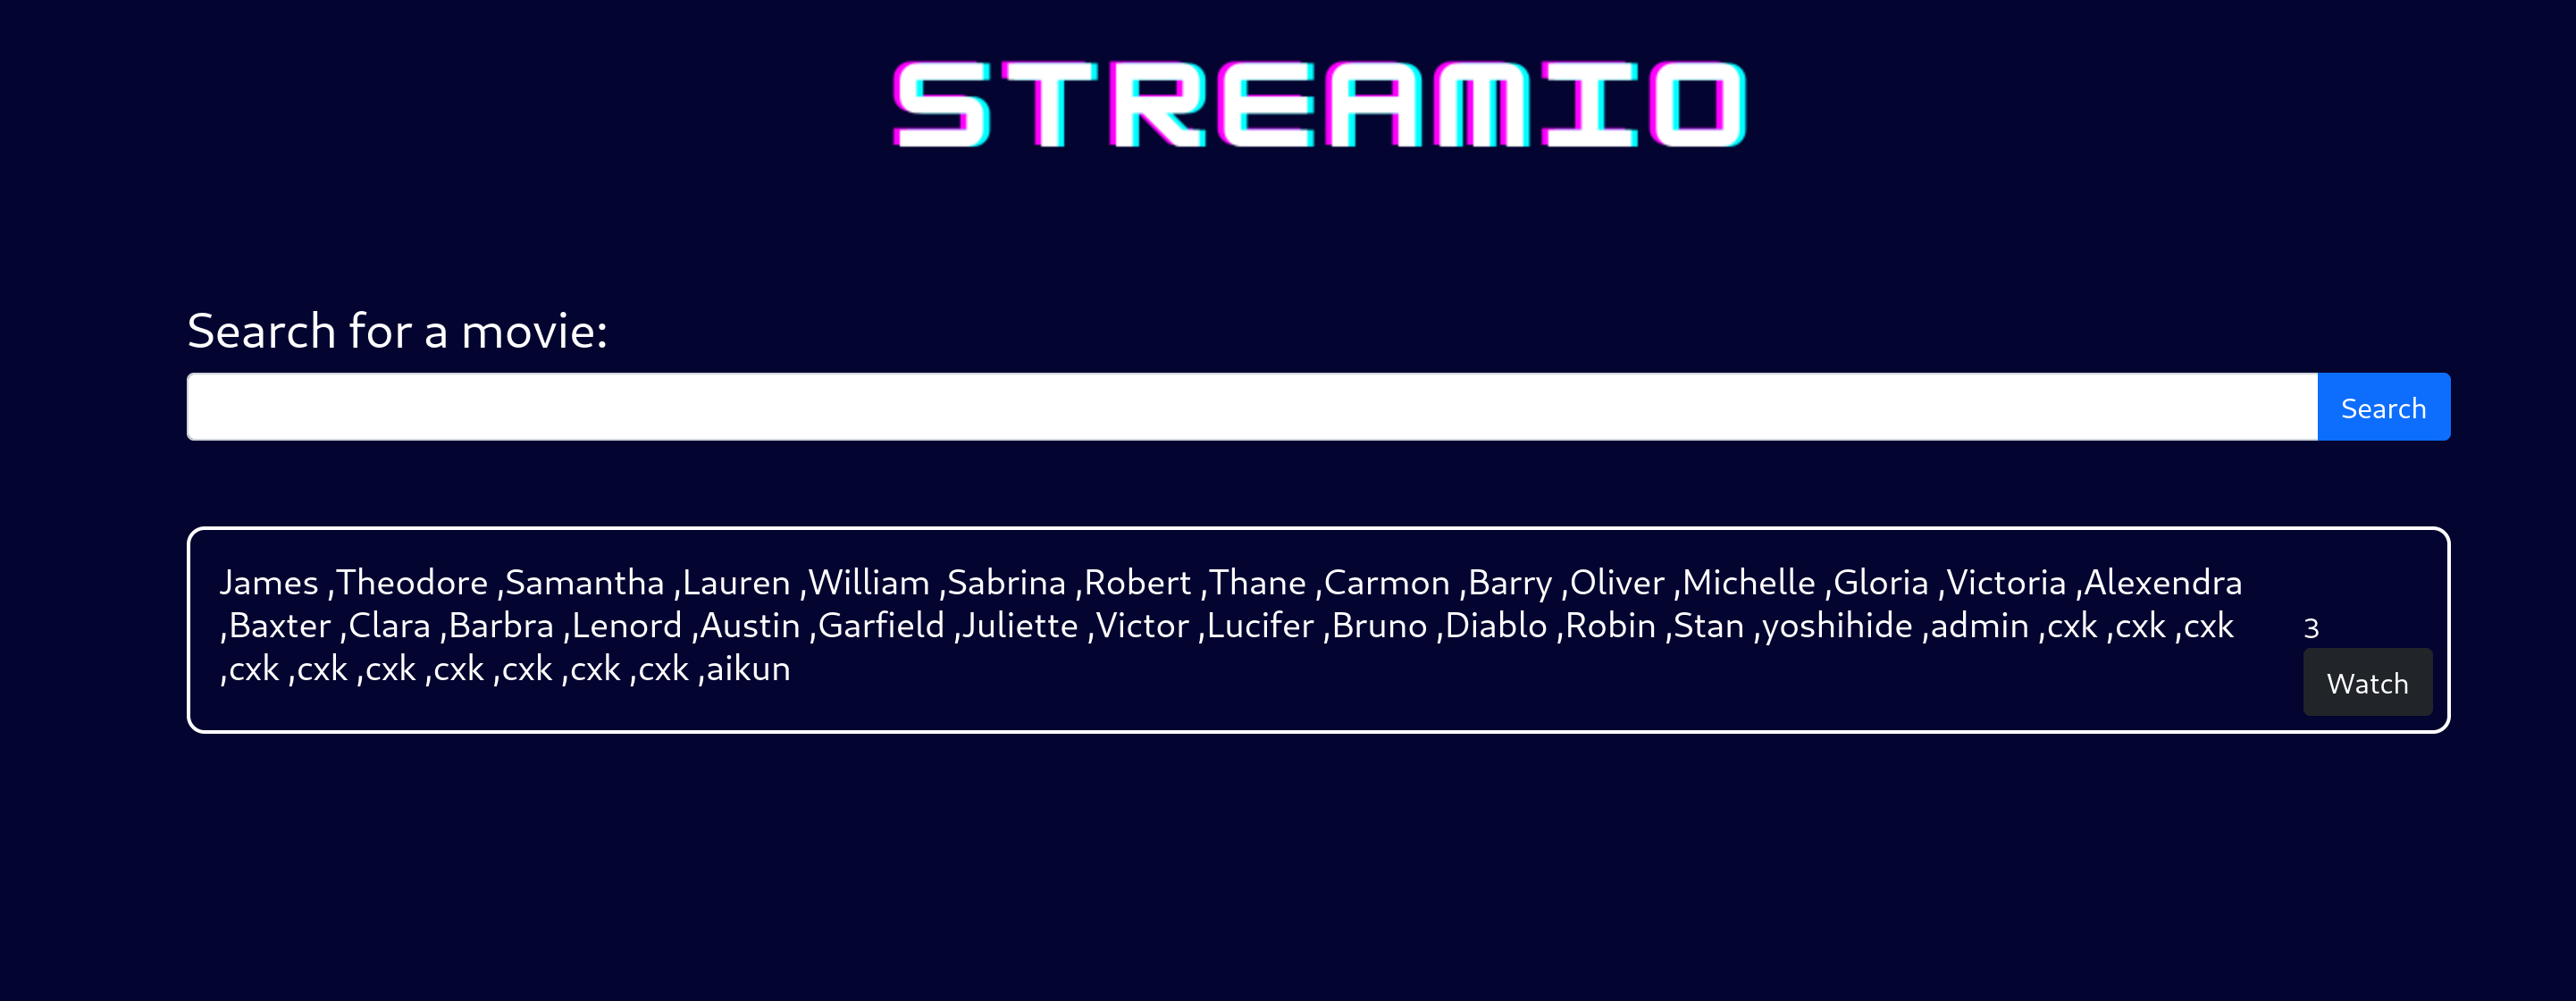 STREAMIO
Search for a movie:
Search
James ,Theodore ,Samantha ,Lauren ,William ,Sabrina ,Robert ,Thane ,Carmon ,Barry ,Oliver ,Michelle ,Gloria ,Victoria ,Alexendra
,Baxter ,Clara ,Barbra ,Lenord ,Austin ,Garfield ,Juliette ,Victor ,Lucifer ,Bruno ,Diablo ,Robin ,Stan ,yoshihide ,admin ,cxk ,cxk ,cxk
,cxk ,cxk ,cxk ,cxk ,cxk ,cxk ,cxk ,aikun
3
Watch